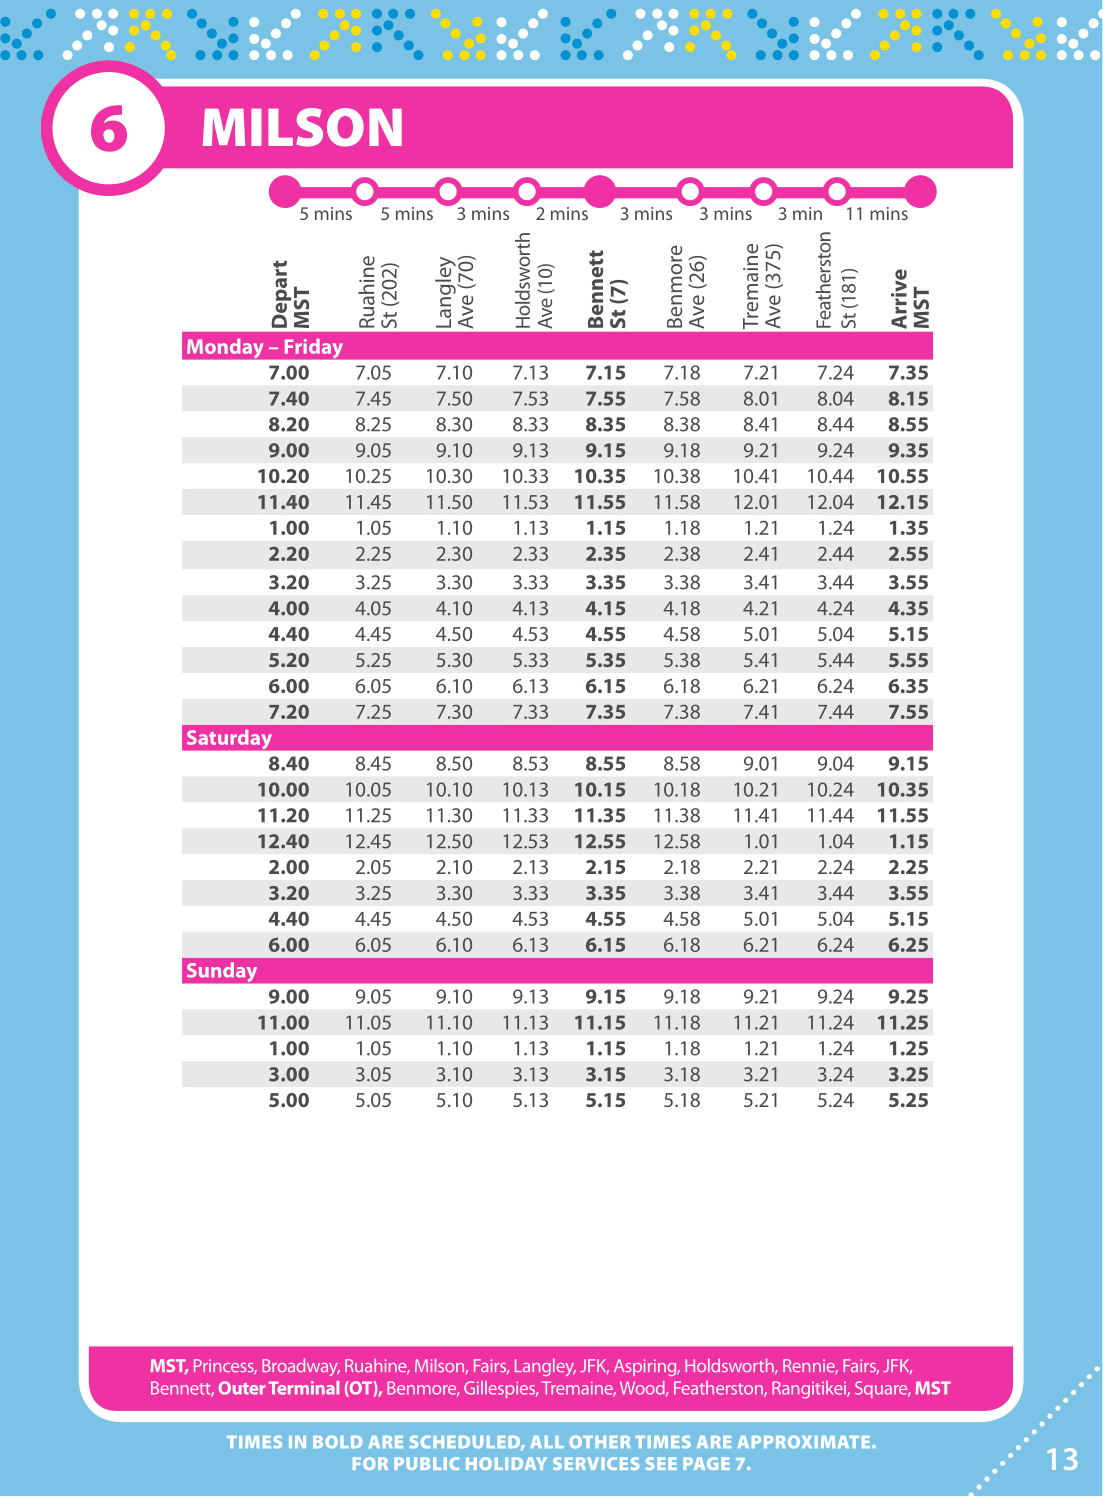 6 MILSON
5 mins 5 mins 3 mins 2 mins 3 mins 3 mins 3 min 11 mins
Depart MST Ruahine St (202) Langley Ave (70) Holdsworth Ave (10) Bennett St (7) Benmore Ave (26) Tremaine Ave (375) Featherston St (181) Arrive MST
Monday – Friday
7.00 7.05 7.10 7.13 7.15 7.18 7.21 7.24 7.35
7.40 7.45 7.50 7.53 7.55 7.58 8.01 8.04 8.15
8.20 8.25 8.30 8.33 8.35 8.38 8.41 8.44 8.55
9.00 9.05 9.10 9.13 9.15 9.18 9.21 9.24 9.35
10.20 10.25 10.30 10.33 10.35 10.38 10.41 10.44 10.55
11.40 11.45 11.50 11.53 11.55 11.58 12.01 12.04 12.15
1.00 1.05 1.10 1.13 1.15 1.18 1.21 1.24 1.35
2.20 2.25 2.30 2.33 2.35 2.38 2.41 2.44 2.55
3.20 3.25 3.30 3.33 3.35 3.38 3.41 3.44 3.55
4.00 4.05 4.10 4.13 4.15 4.18 4.21 4.24 4.35
4.40 4.45 4.50 4.53 4.55 4.58 5.01 5.04 5.15
5.20 5.25 5.30 5.33 5.35 5.38 5.41 5.44 5.55
6.00 6.05 6.10 6.13 6.15 6.18 6.21 6.24 6.35
7.20 7.25 7.30 7.33 7.35 7.38 7.41 7.44 7.55
Saturday
8.40 8.45 8.50 8.53 8.55 8.58 9.01 9.04 9.15
10.00 10.05 10.10 10.13 10.15 10.18 10.21 10.24 10.35
11.20 11.25 11.30 11.33 11.35 11.38 11.41 11.44 11.55
12.40 12.45 12.50 12.53 12.55 12.58 1.01 1.04 1.15
2.00 2.05 2.10 2.13 2.15 2.18 2.21 2.24 2.25
3.20 3.25 3.30 3.33 3.35 3.38 3.41 3.44 3.55
4.40 4.45 4.50 4.53 4.55 4.58 5.01 5.04 5.15
6.00 6.05 6.10 6.13 6.15 6.18 6.21 6.24 6.25
Sunday
9.00 9.05 9.10 9.13 9.15 9.18 9.21 9.24 9.25
11.00 11.05 11.10 11.13 11.15 11.18 11.21 11.24 11.25
1.00 1.05 1.10 1.13 1.15 1.18 1.21 1.24 1.25
3.00 3.05 3.10 3.13 3.15 3.18 3.21 3.24 3.25
5.00 5.05 5.10 5.13 5.15 5.18 5.21 5.24 5.25
MST, Princess, Broadway, Ruahine, Milson, Fairs, Langley, JFK, Aspiring, Holdsworth, Rennie, Fairs, JFK,
Bennett, Outer Terminal (OT), Benmore, Gillespies, Tremaine, Wood, Featherston, Rangitikei, Square, MST
TIMES IN BOLD ARE SCHEDULED, ALL OTHER TIMES ARE APPROXIMATE.
FOR PUBLIC HOLIDAY SERVICES SEE PAGE 7.
13